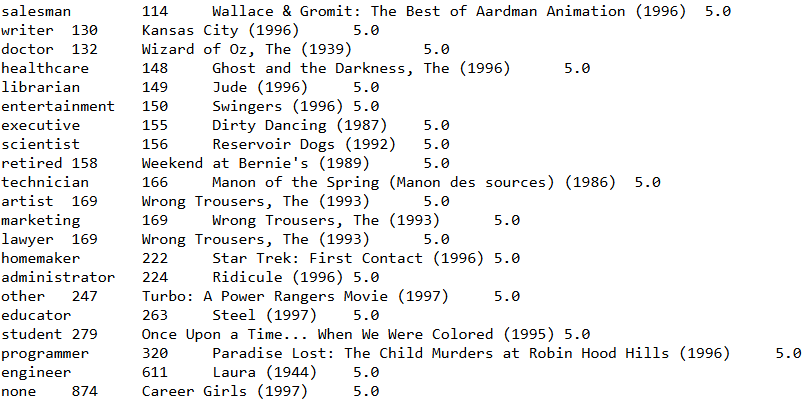 salesman 114 Wallace & Gromit: The Best of Aardman Animation (1996) 5.0
writer 130 Kansas City (1996) 5.0
doctor 132 Wizard of Oz, The (1939) 5.0
healthcare 148 Ghost and the Darkness, The (1996) 5.0
librarian 149 Jude (1996) 5.0
entertainment 150 Swingers (1996) 5.0
executive 155 Dirty Dancing (1987) 5.0
scientist 156 Reservoir Dogs (1992) 5.0
retired 158 Weekend at Bernie's (1989) 5.0
technician 166 Manon of the Spring (Manon des sources) (1986) 5.0
artist 169 Wrong Trousers, The (1993) 5.0
marketing 169 Wrong Trousers, The (1993) 5.0
lawyer 169 Wrong Trousers, The (1993) 5.0
homemaker 222 Star Trek: First Contact (1996) 5.0
administrator 224 Ridicule (1996) 5.0
other 247 Turbo: A Power Rangers Movie (1997) 5.0
educator 263 Steel (1997) 5.0
student 279 Once Upon a Time... When We Were Colored (1995) 5.0
programmer 320 Paradise Lost: The Child Murders at Robin Hood Hills (1996) 5.0
engineer 611 Laura (1944) 5.0
none 874 Career Girls (1997) 5.0